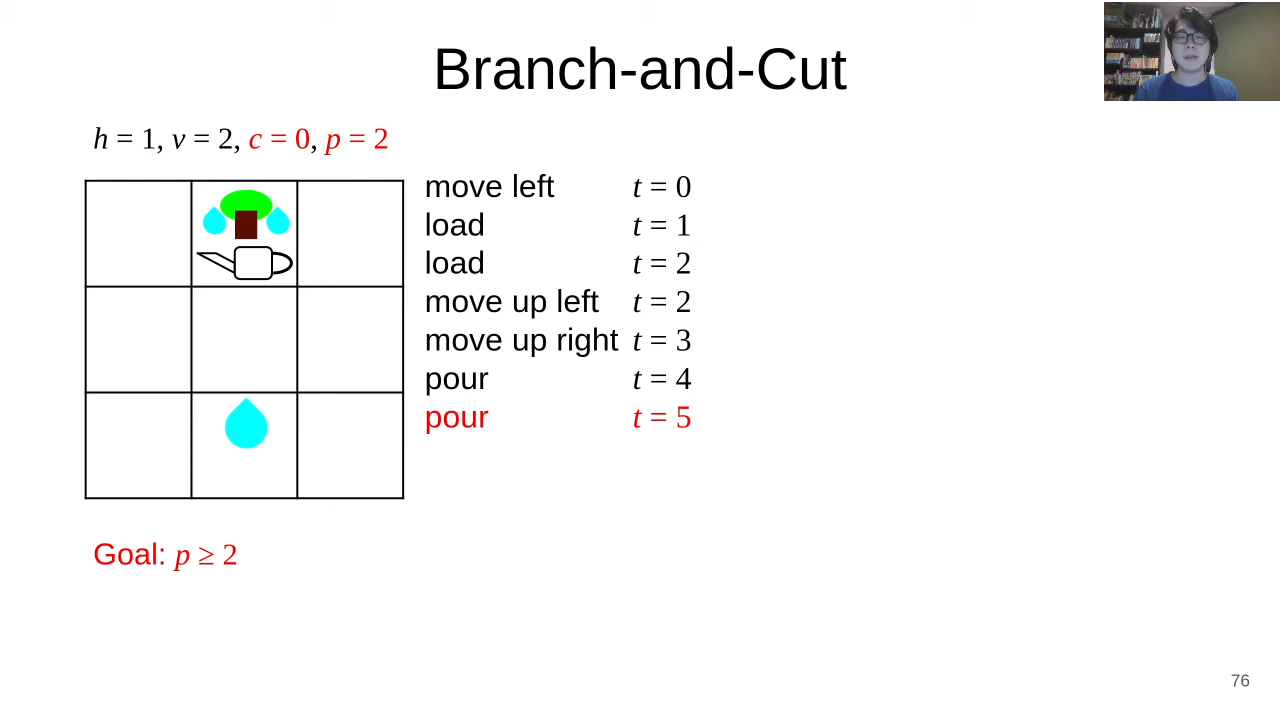 Branch-and-Cut
h = 1, v = 2, c = 0, p = 2
move left t = 0
load t = 1
load t = 2
move up left t = 2
move up right t = 3
pour t = 4
pour t = 5
Goal: p ≥ 2
76